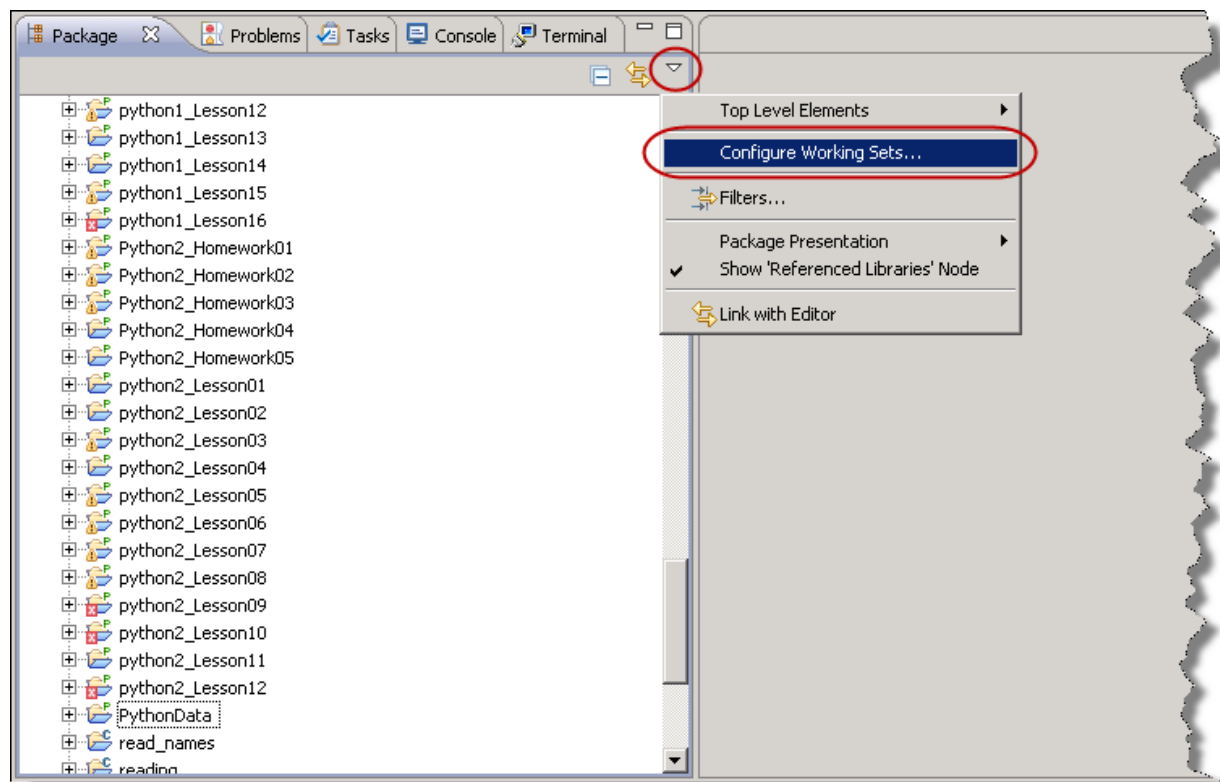 Package Problems Tasks Console Terminal
Top Level Elements
Configure Working Sets...
Filters...
Package Presentation
Show 'Referenced Libraries' Node
Link with Editor
python1_Lesson12
python1_Lesson13
python1_Lesson14
python1_Lesson15
python1_Lesson16
Python2_Homework01
Python2_Homework02
Python2_Homework03
Python2_Homework04
Python2_Homework05
python2_Lesson01
python2_Lesson02
python2_Lesson03
python2_Lesson04
python2_Lesson05
python2_Lesson06
python2_Lesson07
python2_Lesson08
python2_Lesson09
python2_Lesson10
python2_Lesson11
python2_Lesson12
PythonData
read_names
reading